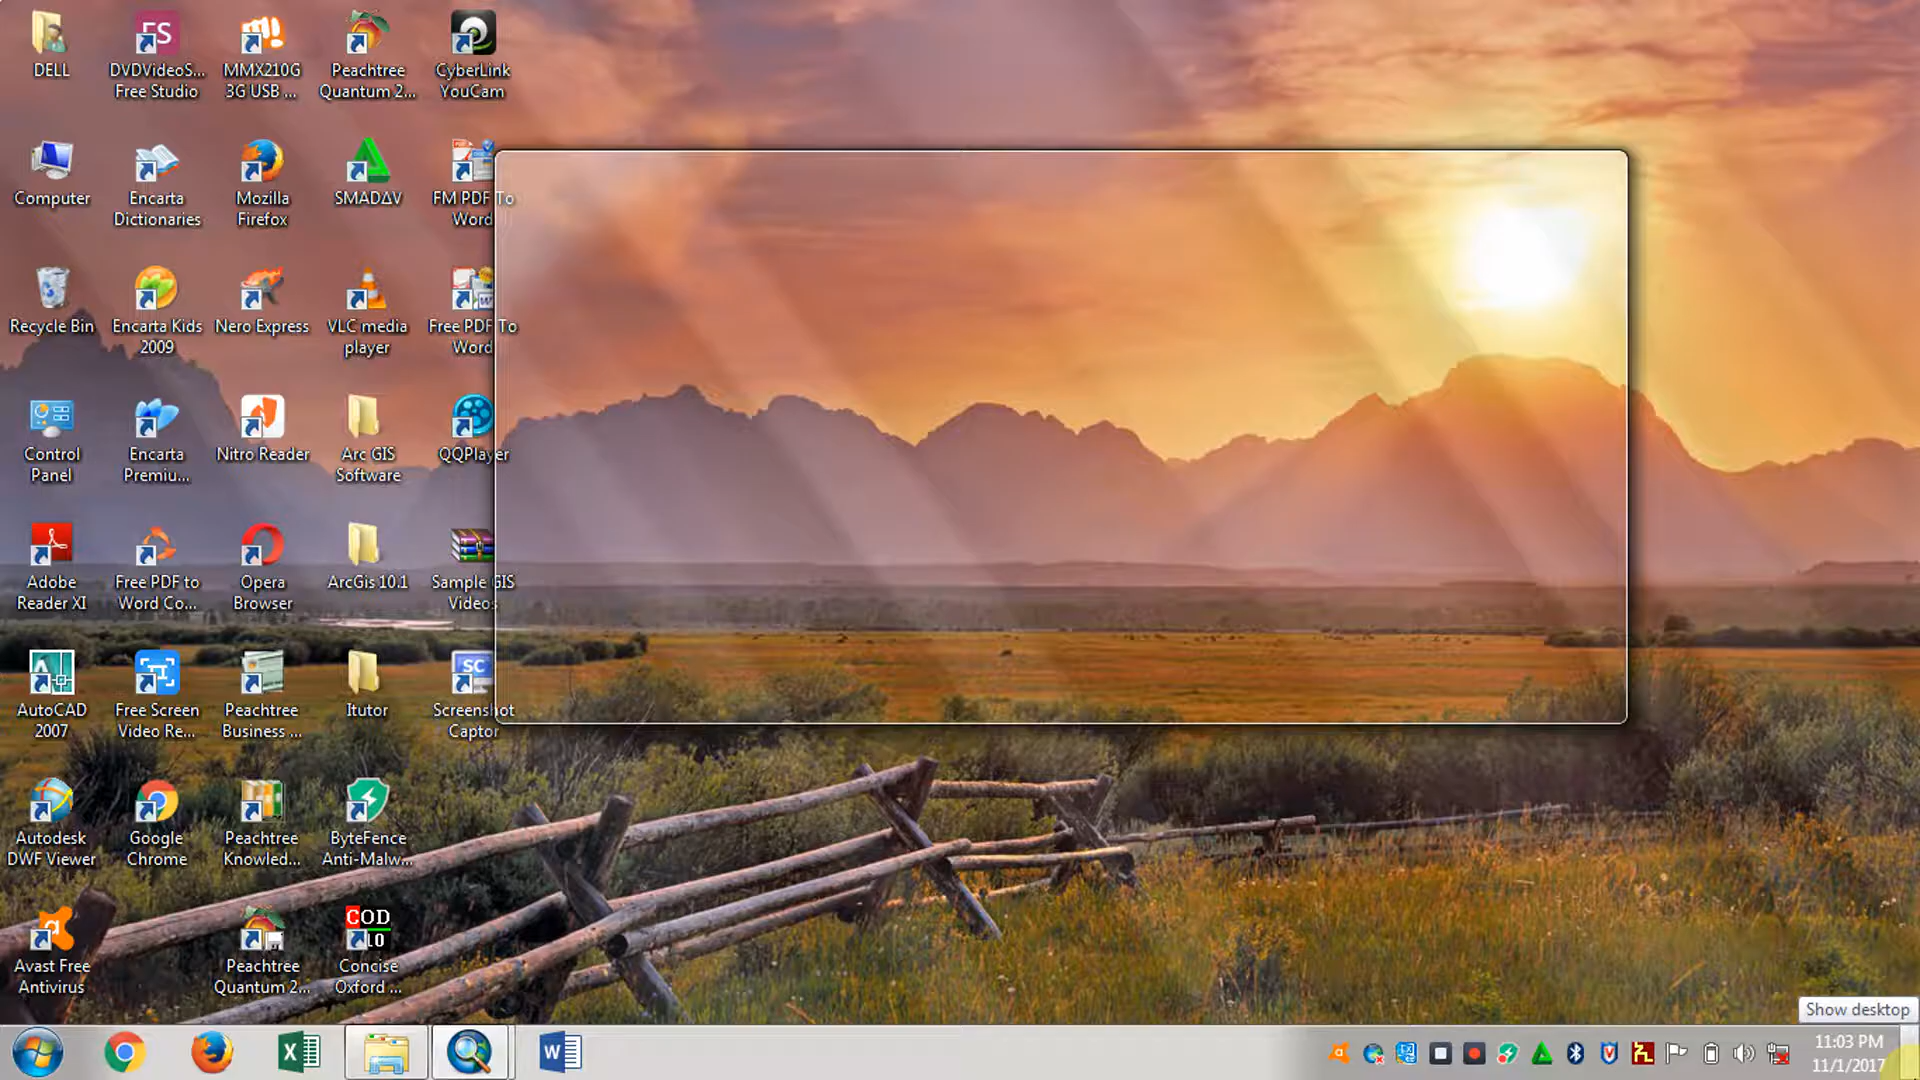 DELL
DVDVideoS...
Free Studio
MMX210G
3G USB ...
Peachtree
Quantum 2...
CyberLink
YouCam
Computer
Encarta
Dictionaries
Mozilla
Firefox
SMADΔV
FM PDF To
Word
Recycle Bin
Encarta Kids
2009
Nero Express
VLC media
player
Free PDF To
Word
Control
Panel
Encarta
Premiu...
Nitro Reader
Arc GIS
Software
QQPlayer
Adobe
Reader XI
Free PDF to
Word Co...
Opera
Browser
ArcGis 10.1
Sample GIS
Videos
SC
AutoCAD
2007
Free Screen
Video Re...
Peachtree
Business ...
Itutor
Screenshot
Captor
Autodesk
DWF Viewer
Google
Chrome
Peachtree
Knowled...
ByteFence
Anti-Malw...
COD
10
Avast Free
Antivirus
Peachtree
Quantum 2...
Concise
Oxford ...
Show desktop
11:03 PM
11/1/2017